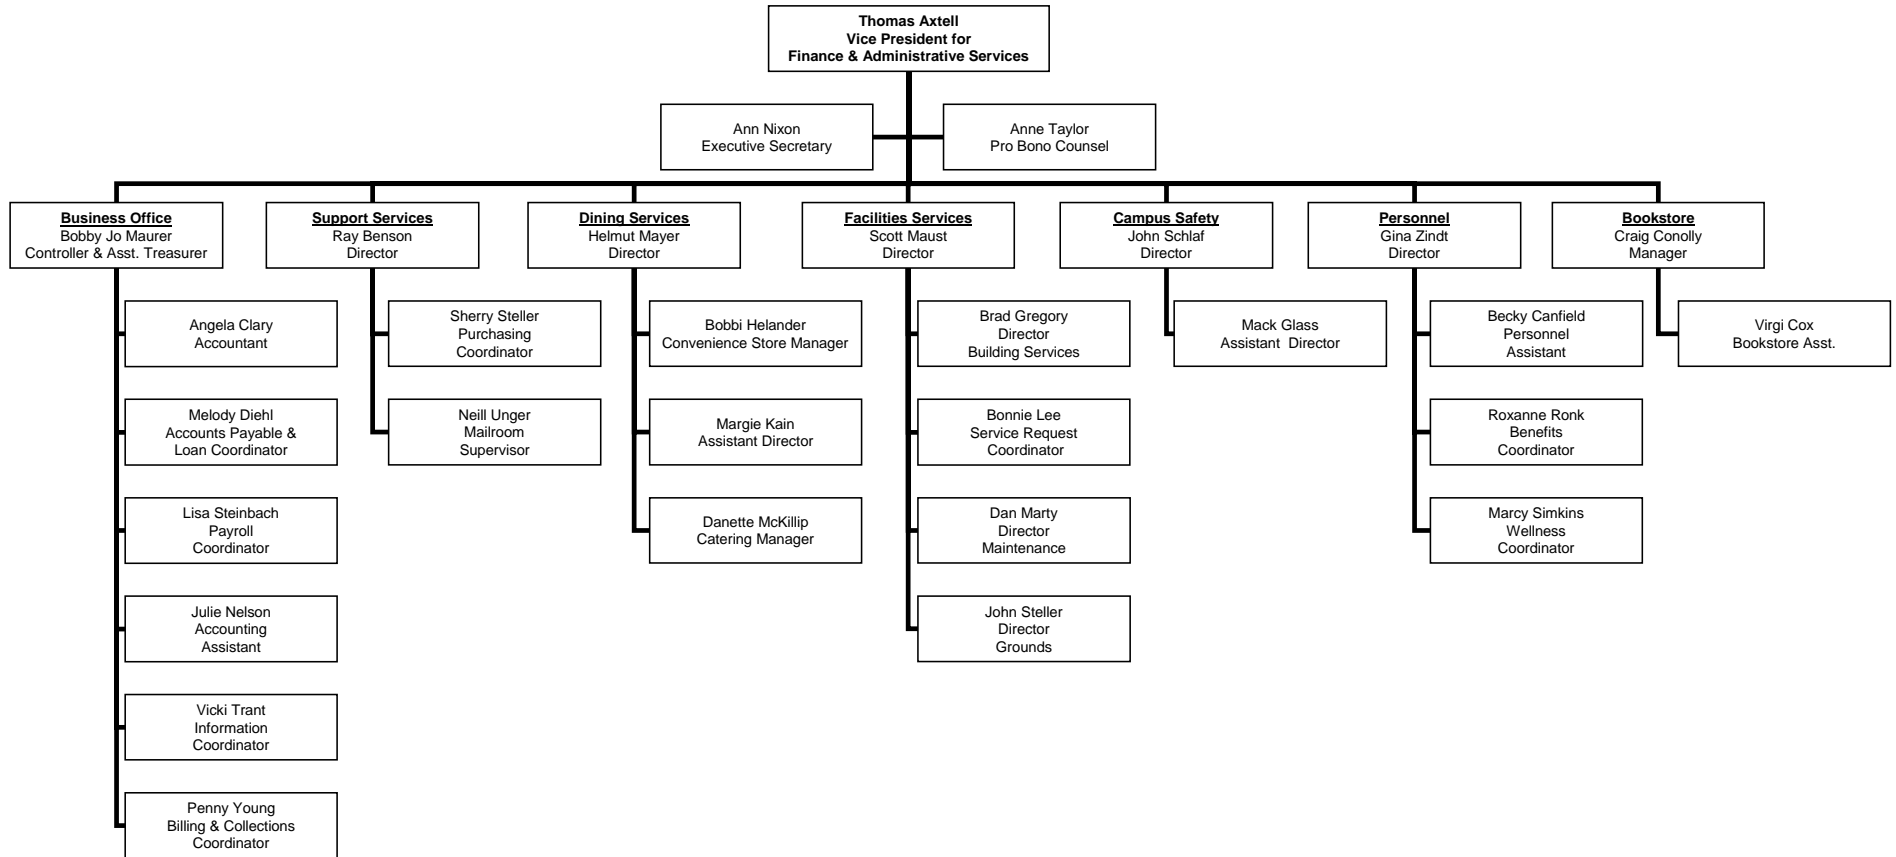 Thomas Axtell
Vice President for
Finance & Administrative Services
Ann Nixon
Executive Secretary
Anne Taylor
Pro Bono Counsel
Business Office
Bobby Jo Maurer
Controller & Asst. Treasurer
Support Services
Ray Benson
Director
Dining Services
Helmut Mayer
Director
Facilities Services
Scott Maust
Director
Campus Safety
John Schlaf
Director
Personnel
Gina Zindt
Director
Bookstore
Craig Conolly
Manager
Angela Clary
Accountant
Melody Diehl
Accounts Payable &
Loan Coordinator
Lisa Steinbach
Payroll
Coordinator
Julie Nelson
Accounting
Assistant
Vicki Trant
Information
Coordinator
Penny Young
Billing & Collections
Coordinator
Sherry Steller
Purchasing
Coordinator
Neill Unger
Mailroom
Supervisor
Bobbi Helander
Convenience Store Manager
Margie Kain
Assistant Director
Danette McKillip
Catering Manager
Brad Gregory
Director
Building Services
Bonnie Lee
Service Request
Coordinator
Dan Marty
Director
Maintenance
John Steller
Director
Grounds
Mack Glass
Assistant  Director
Becky Canfield
Personnel
Assistant
Roxanne Ronk
Benefits
Coordinator
Marcy Simkins
Wellness
Coordinator
Virgi Cox
Bookstore Asst.